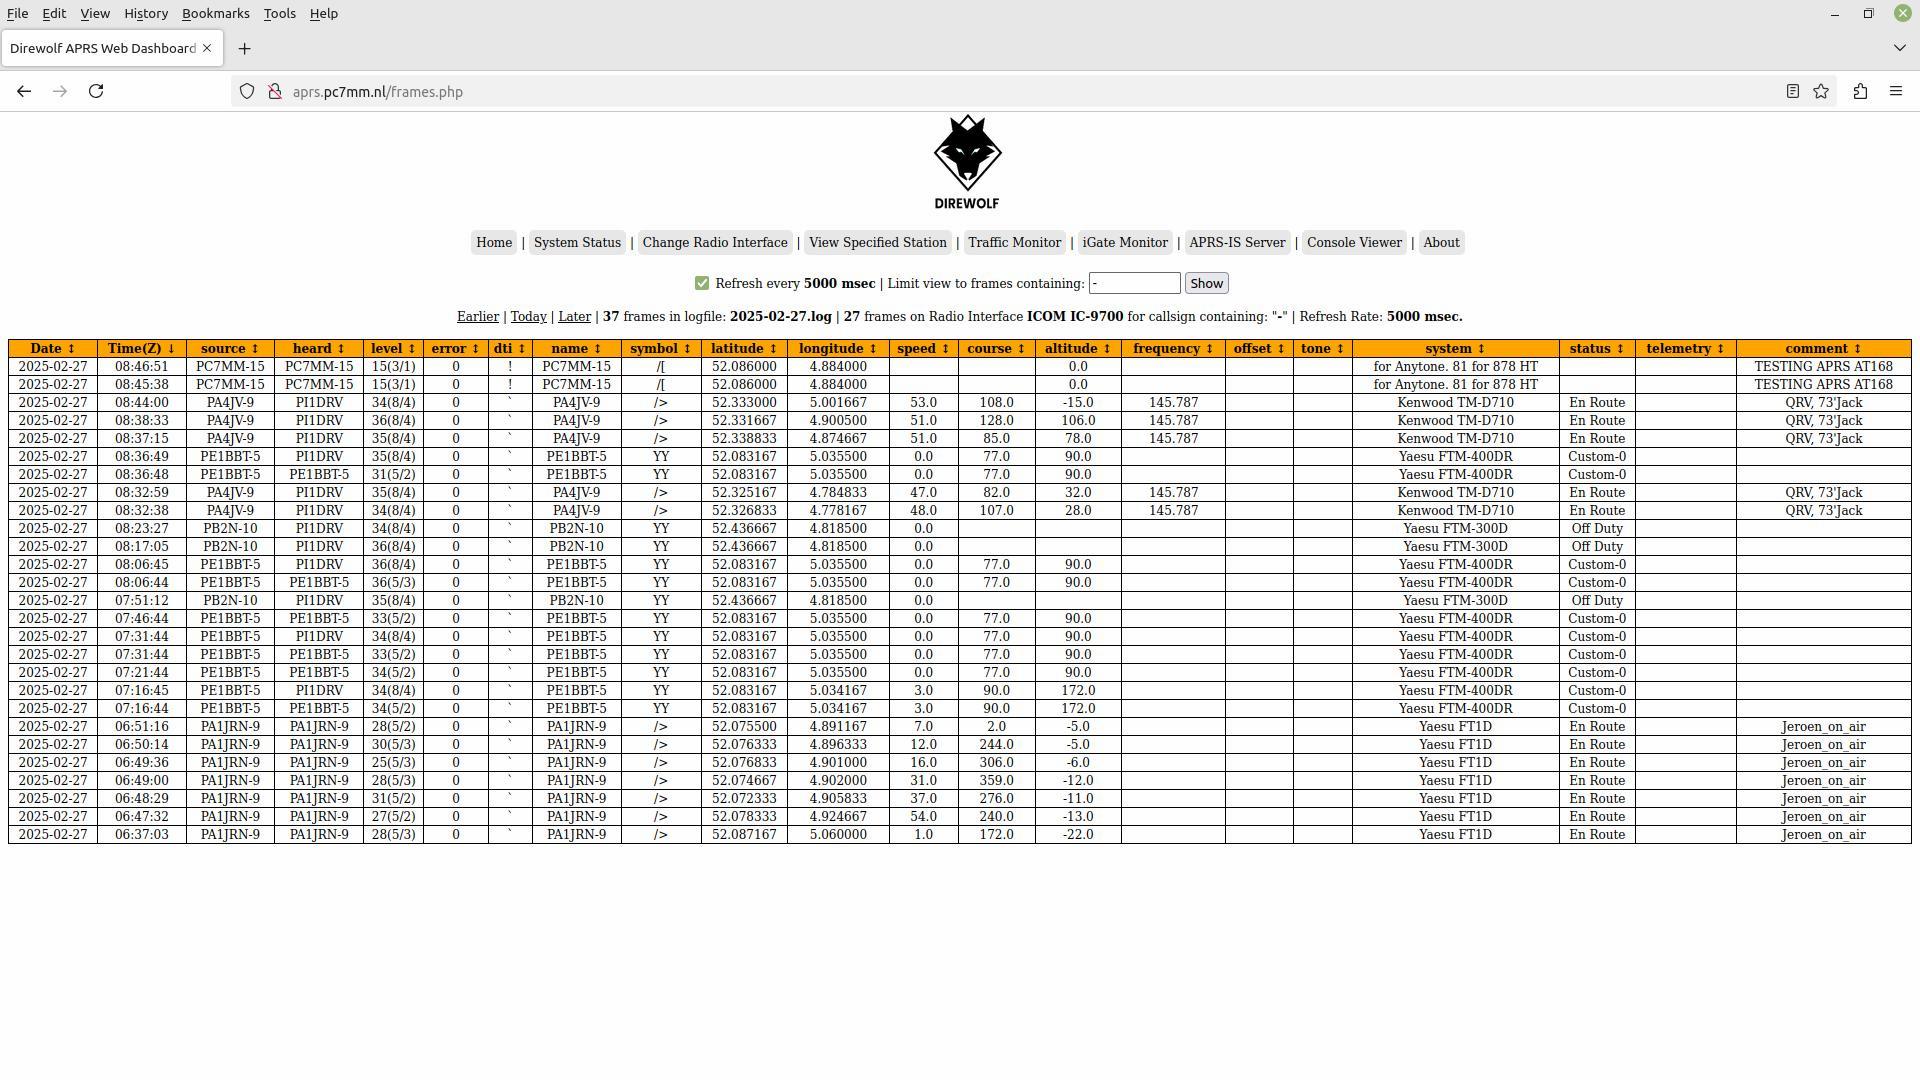 File Edit View History Bookmarks Tools Help
Direwolf APRS Web Dashboard
aprs.pc7mm.nl/frames.php
DIREWOLF
Home | System Status | Change Radio Interface | View Specified Station | Traffic Monitor | iGate Monitor | APRS-IS Server | Console Viewer | About
Refresh every 5000 msec | Limit view to frames containing: - Show
Earlier | Today | Later | 37 frames in logfile: 2025-02-27.log | 27 frames on Radio Interface ICOM IC-9700 for callsign containing: "-" | Refresh Rate: 5000 msec.
Date ↕ Time(Z) ↓ source ↕ heard ↕ level ↕ error ↕ dti ↕ name ↕ symbol ↕ latitude ↕ longitude ↕ speed ↕ course ↕ altitude ↕ frequency ↕ offset ↕ tone ↕ system ↕ status ↕ telemetry ↕ comment ↕
2025-02-27 08:46:51 PC7MM-15 PC7MM-15 15(3/1) 0 ! PC7MM-15 /[ 52.086000 4.884000 0.0 for Anytone. 81 for 878 HT TESTING APRS AT168
2025-02-27 08:45:38 PC7MM-15 PC7MM-15 15(3/1) 0 ! PC7MM-15 /[ 52.086000 4.884000 0.0 for Anytone. 81 for 878 HT TESTING APRS AT168
2025-02-27 08:44:00 PA4JV-9 PI1DRV 34(8/4) 0 ` PA4JV-9 /> 52.333000 5.001667 53.0 108.0 -15.0 145.787 Kenwood TM-D710 En Route QRV, 73'Jack
2025-02-27 08:38:33 PA4JV-9 PI1DRV 36(8/4) 0 ` PA4JV-9 /> 52.331667 4.900500 51.0 128.0 106.0 145.787 Kenwood TM-D710 En Route QRV, 73'Jack
2025-02-27 08:37:15 PA4JV-9 PI1DRV 35(8/4) 0 ` PA4JV-9 /> 52.338833 4.874667 51.0 85.0 78.0 145.787 Kenwood TM-D710 En Route QRV, 73'Jack
2025-02-27 08:36:49 PE1BBT-5 PI1DRV 35(8/4) 0 ` PE1BBT-5 YY 52.083167 5.035500 0.0 77.0 90.0 Yaesu FTM-400DR Custom-0
2025-02-27 08:36:48 PE1BBT-5 PE1BBT-5 31(5/2) 0 ` PE1BBT-5 YY 52.083167 5.035500 0.0 77.0 90.0 Yaesu FTM-400DR Custom-0
2025-02-27 08:32:59 PA4JV-9 PI1DRV 35(8/4) 0 ` PA4JV-9 /> 52.325167 4.784833 47.0 82.0 32.0 145.787 Kenwood TM-D710 En Route QRV, 73'Jack
2025-02-27 08:32:38 PA4JV-9 PI1DRV 34(8/4) 0 ` PA4JV-9 /> 52.326833 4.778167 48.0 107.0 28.0 145.787 Kenwood TM-D710 En Route QRV, 73'Jack
2025-02-27 08:23:27 PB2N-10 PI1DRV 34(8/4) 0 ` PB2N-10 YY 52.436667 4.818500 0.0 Yaesu FTM-300D Off Duty
2025-02-27 08:17:05 PB2N-10 PI1DRV 36(8/4) 0 ` PB2N-10 YY 52.436667 4.818500 0.0 Yaesu FTM-300D Off Duty
2025-02-27 08:06:45 PE1BBT-5 PI1DRV 36(8/4) 0 ` PE1BBT-5 YY 52.083167 5.035500 0.0 77.0 90.0 Yaesu FTM-400DR Custom-0
2025-02-27 08:06:44 PE1BBT-5 PE1BBT-5 36(5/3) 0 ` PE1BBT-5 YY 52.083167 5.035500 0.0 77.0 90.0 Yaesu FTM-400DR Custom-0
2025-02-27 07:51:12 PB2N-10 PI1DRV 35(8/4) 0 ` PB2N-10 YY 52.436667 4.818500 0.0 Yaesu FTM-300D Off Duty
2025-02-27 07:46:44 PE1BBT-5 PE1BBT-5 33(5/2) 0 ` PE1BBT-5 YY 52.083167 5.035500 0.0 77.0 90.0 Yaesu FTM-400DR Custom-0
2025-02-27 07:31:44 PE1BBT-5 PI1DRV 34(8/4) 0 ` PE1BBT-5 YY 52.083167 5.035500 0.0 77.0 90.0 Yaesu FTM-400DR Custom-0
2025-02-27 07:31:44 PE1BBT-5 PE1BBT-5 33(5/2) 0 ` PE1BBT-5 YY 52.083167 5.035500 0.0 77.0 90.0 Yaesu FTM-400DR Custom-0
2025-02-27 07:21:44 PE1BBT-5 PE1BBT-5 34(5/2) 0 ` PE1BBT-5 YY 52.083167 5.035500 0.0 77.0 90.0 Yaesu FTM-400DR Custom-0
2025-02-27 07:16:45 PE1BBT-5 PI1DRV 34(8/4) 0 ` PE1BBT-5 YY 52.083167 5.034167 3.0 90.0 172.0 Yaesu FTM-400DR Custom-0
2025-02-27 07:16:44 PE1BBT-5 PE1BBT-5 34(5/2) 0 ` PE1BBT-5 YY 52.083167 5.034167 3.0 90.0 172.0 Yaesu FTM-400DR Custom-0
2025-02-27 06:51:16 PA1JRN-9 PA1JRN-9 28(5/2) 0 ` PA1JRN-9 /> 52.075500 4.891167 7.0 2.0 -5.0 Yaesu FT1D En Route Jeroen_on_air
2025-02-27 06:50:14 PA1JRN-9 PA1JRN-9 30(5/3) 0 ` PA1JRN-9 /> 52.076333 4.896333 12.0 244.0 -5.0 Yaesu FT1D En Route Jeroen_on_air
2025-02-27 06:49:36 PA1JRN-9 PA1JRN-9 25(5/3) 0 ` PA1JRN-9 /> 52.076833 4.901000 16.0 306.0 -6.0 Yaesu FT1D En Route Jeroen_on_air
2025-02-27 06:49:00 PA1JRN-9 PA1JRN-9 28(5/3) 0 ` PA1JRN-9 /> 52.074667 4.902000 31.0 359.0 -12.0 Yaesu FT1D En Route Jeroen_on_air
2025-02-27 06:48:29 PA1JRN-9 PA1JRN-9 31(5/2) 0 ` PA1JRN-9 /> 52.072333 4.905833 37.0 276.0 -11.0 Yaesu FT1D En Route Jeroen_on_air
2025-02-27 06:47:32 PA1JRN-9 PA1JRN-9 27(5/2) 0 ` PA1JRN-9 /> 52.078333 4.924667 54.0 240.0 -13.0 Yaesu FT1D En Route Jeroen_on_air
2025-02-27 06:37:03 PA1JRN-9 PA1JRN-9 28(5/3) 0 ` PA1JRN-9 /> 52.087167 5.060000 1.0 172.0 -22.0 Yaesu FT1D En Route Jeroen_on_air